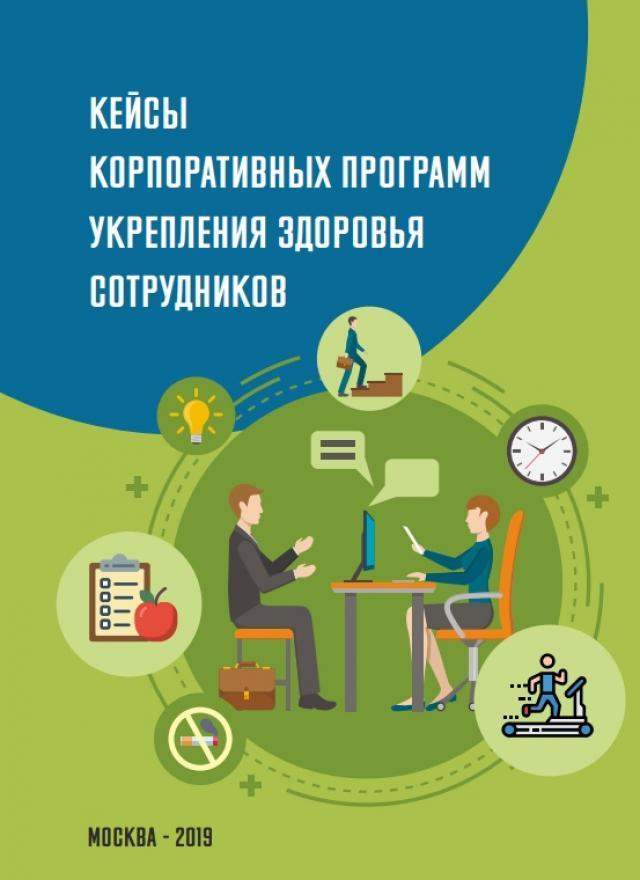 КЕЙСЫ
КОРПОРАТИВНЫХ ПРОГРАММ
УКРЕПЛЕНИЯ ЗДОРОВЬЯ
СОТРУДНИКОВ
МОСКВА - 2019